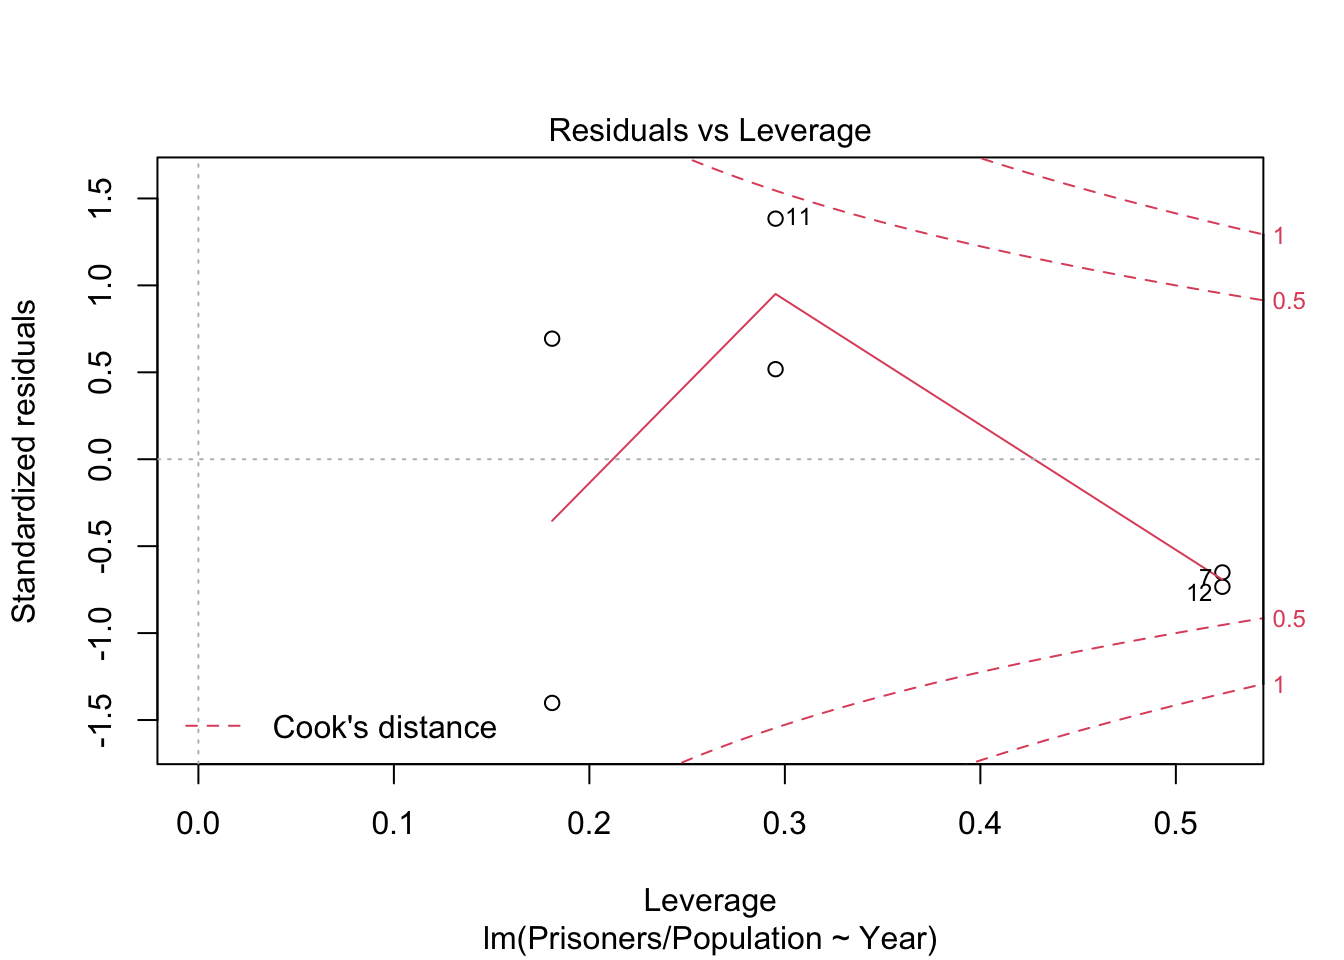 Residuals vs Leverage
Standardized residuals
1.5
1.0
0.5
0.0
-0.5
-1.0
-1.5
11
7
12
1
0.5
0.5
1
Cook's distance
0.0 0.1 0.2 0.3 0.4 0.5
Leverage
lm(Prisoners/Population ~ Year)